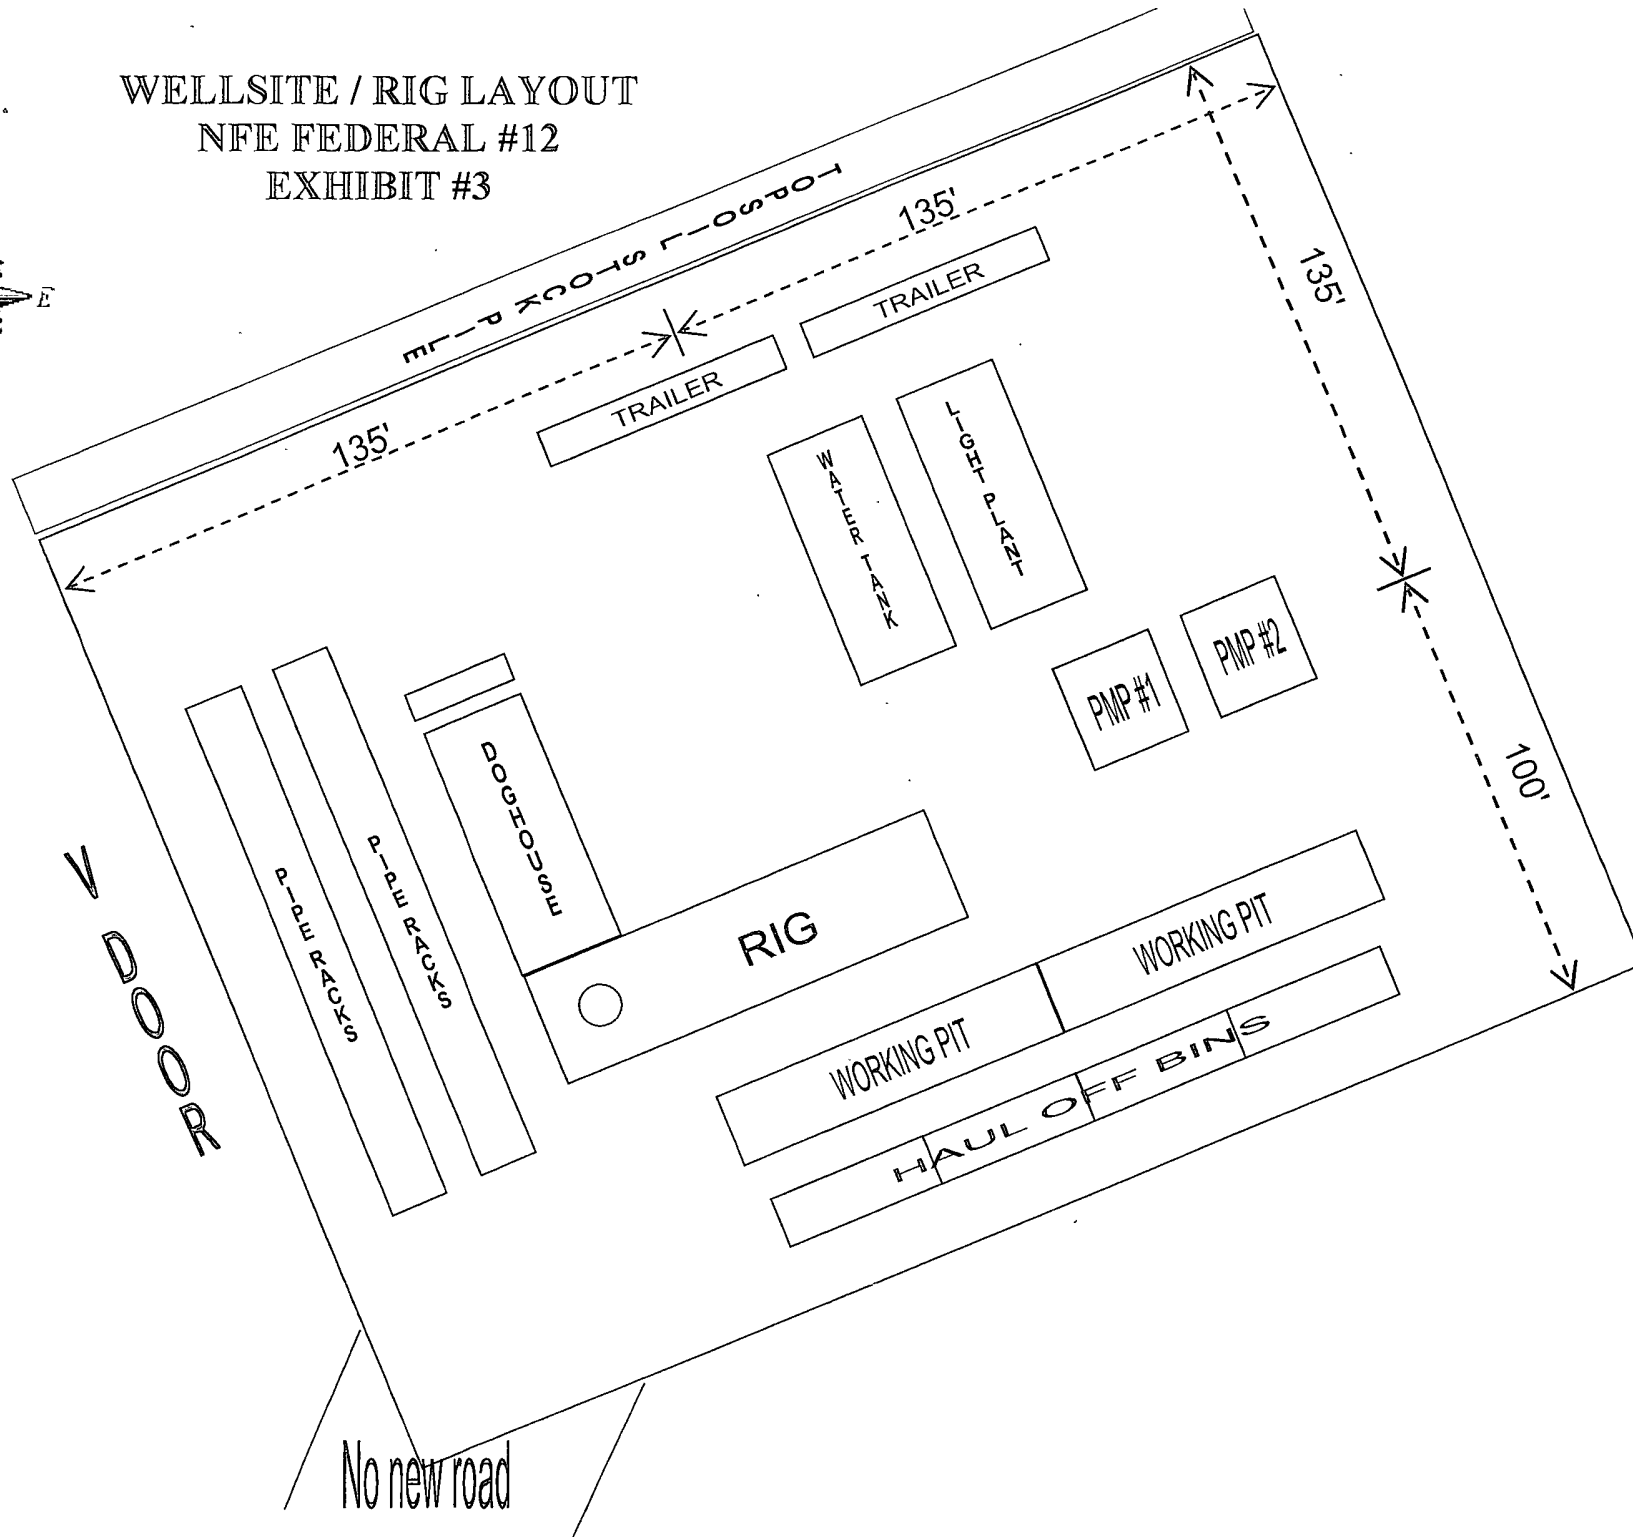 WELLSITE / RIG LAYOUT
NFE FEDERAL #12
EXHIBIT #3
E
TOPSOIL STOCK PILE
135'
135'
135'
100'
TRAILER
TRAILER
WATER TANK
LIGHT PLANT
PMP #1
PMP #2
DOGHOUSE
PIPE RACKS
PIPE RACKS
V DOOR
RIG
WORKING PIT
WORKING PIT
HAUL OFF BINS
No new road